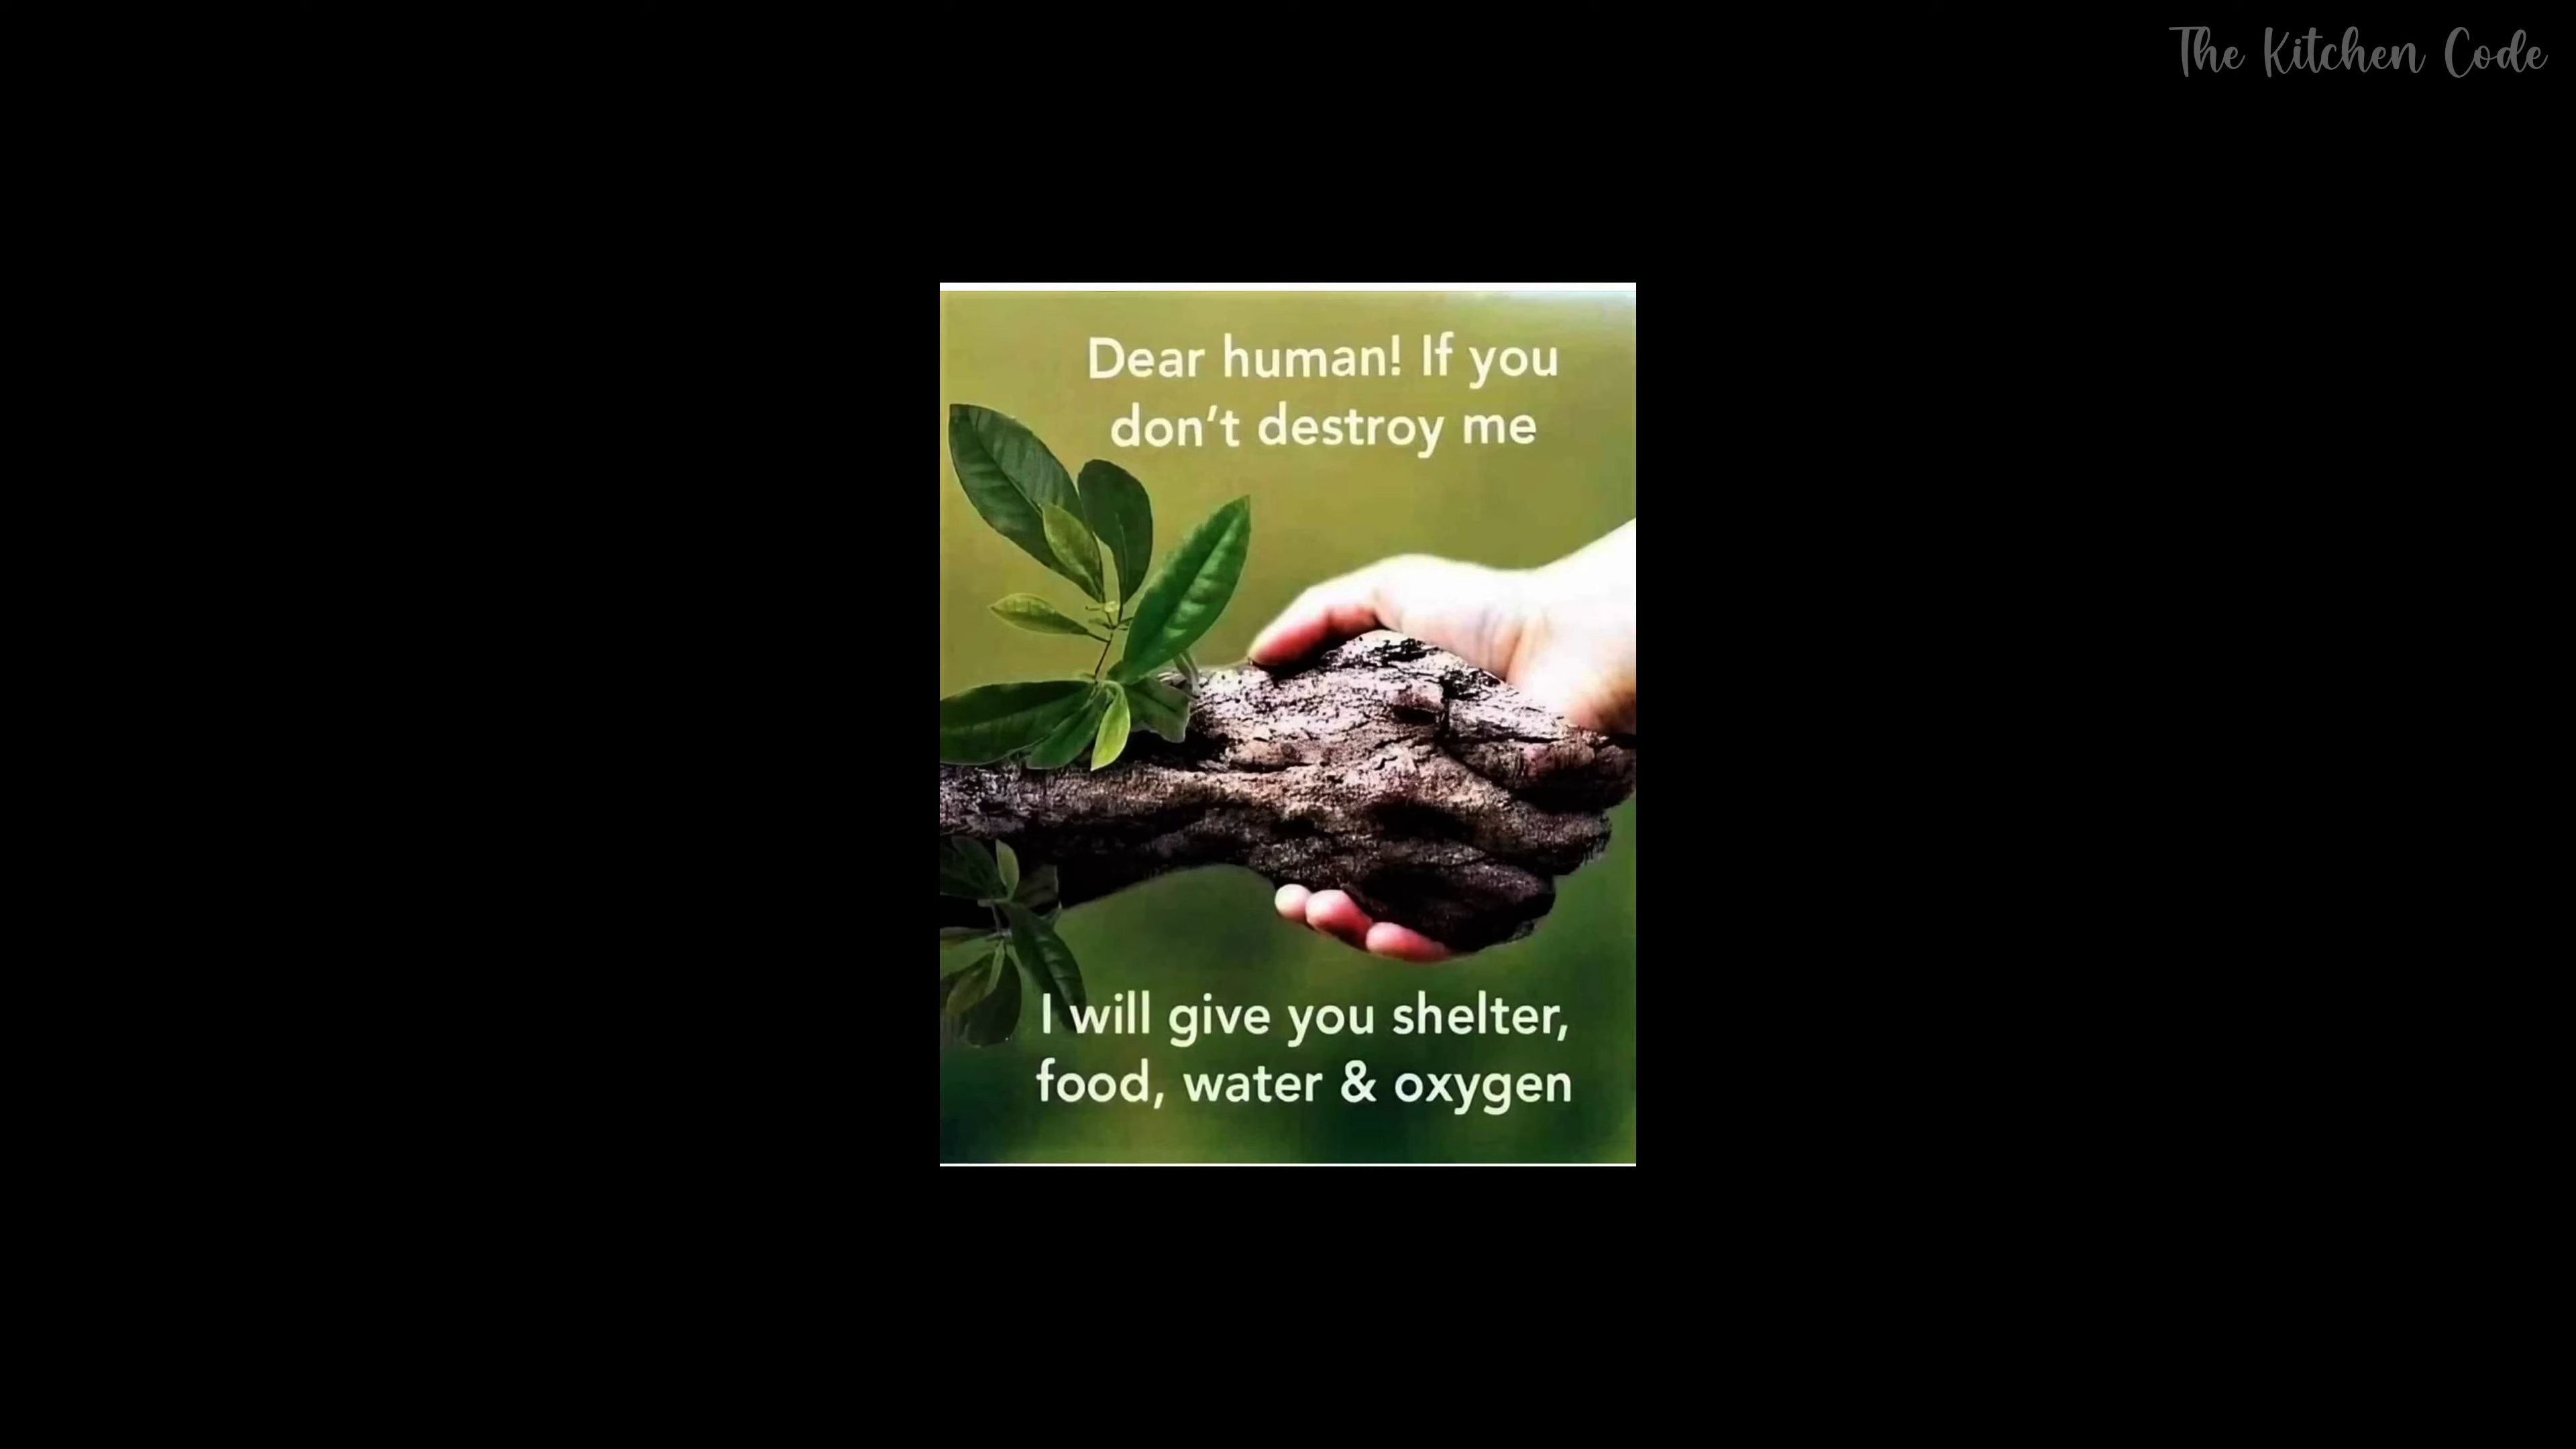 The Kitchen Code
Dear human! If you
don't destroy me
I will give you shelter,
food, water & oxygen